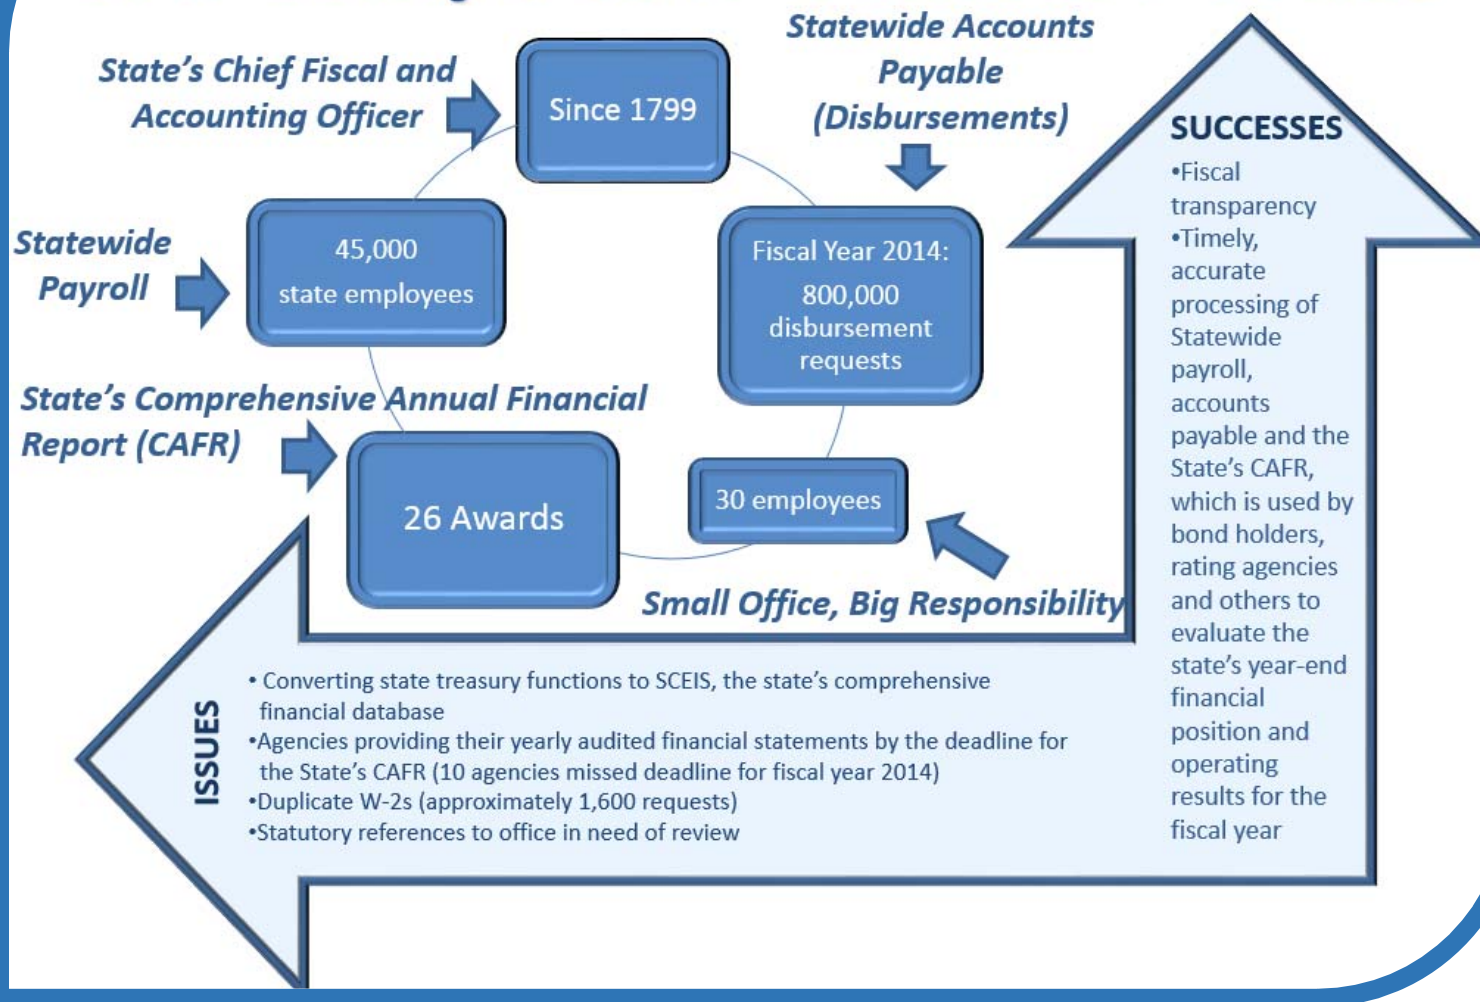 State's Chief Fiscal and
Accounting Officer
Since 1799
Statewide Accounts
Payable
(Disbursements)
Statewide
Payroll
45,000
state employees
Fiscal Year 2014:
800,000
disbursement
requests
State's Comprehensive Annual Financial
Report (CAFR)
26 Awards
30 employees
Small Office, Big Responsibility
SUCCESSES
•Fiscal
transparency
•Timely,
accurate
processing of
Statewide
payroll,
accounts
payable and the
State's CAFR,
which is used by
bond holders,
rating agencies
and others to
evaluate the
state's year-end
financial
position and
operating
results for the
fiscal year
ISSUES
• Converting state treasury functions to SCEIS, the state's comprehensive
financial database
•Agencies providing their yearly audited financial statements by the deadline for
the State's CAFR (10 agencies missed deadline for fiscal year 2014)
•Duplicate W-2s (approximately 1,600 requests)
•Statutory references to office in need of review